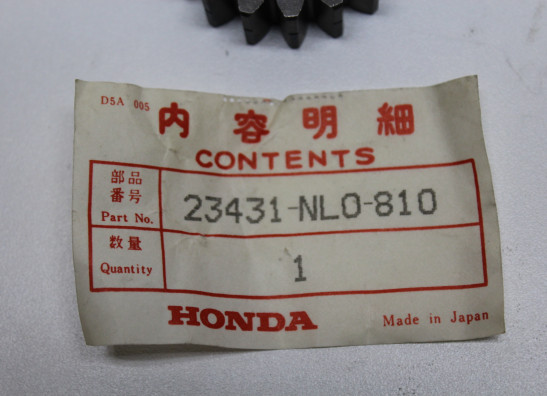 D5A 005
内容明細
CONTENTS
部品
番号
Part No.
23431-NL0-810
数量
Quantity
1
HONDA
Made in Japan